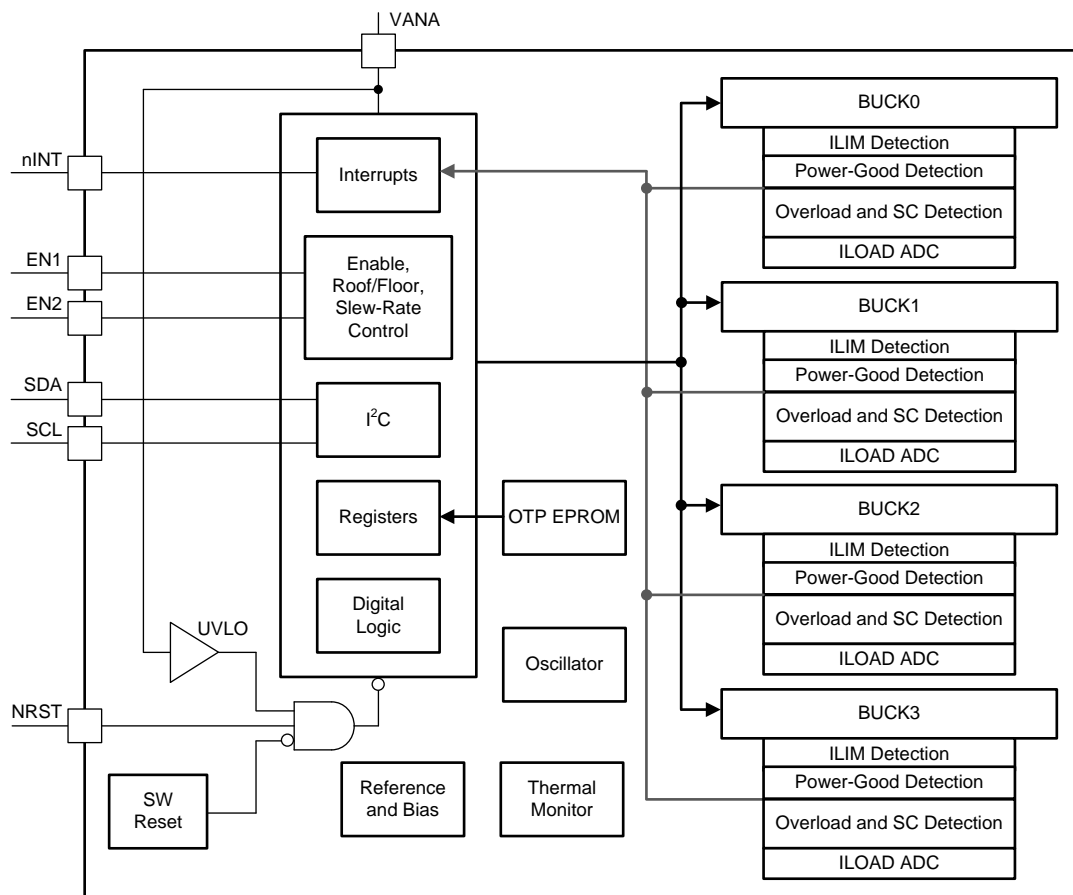 VANA
nINT
EN1
EN2
SDA
SCL
NRST
Interrupts
Enable,
Roof/Floor,
Slew-Rate
Control
I²C
Registers
Digital
Logic
OTP EPROM
UVLO
Oscillator
SW
Reset
Reference
and Bias
Thermal
Monitor
BUCK0
ILIM Detection
Power-Good Detection
Overload and SC Detection
ILOAD ADC
BUCK1
ILIM Detection
Power-Good Detection
Overload and SC Detection
ILOAD ADC
BUCK2
ILIM Detection
Power-Good Detection
Overload and SC Detection
ILOAD ADC
BUCK3
ILIM Detection
Power-Good Detection
Overload and SC Detection
ILOAD ADC